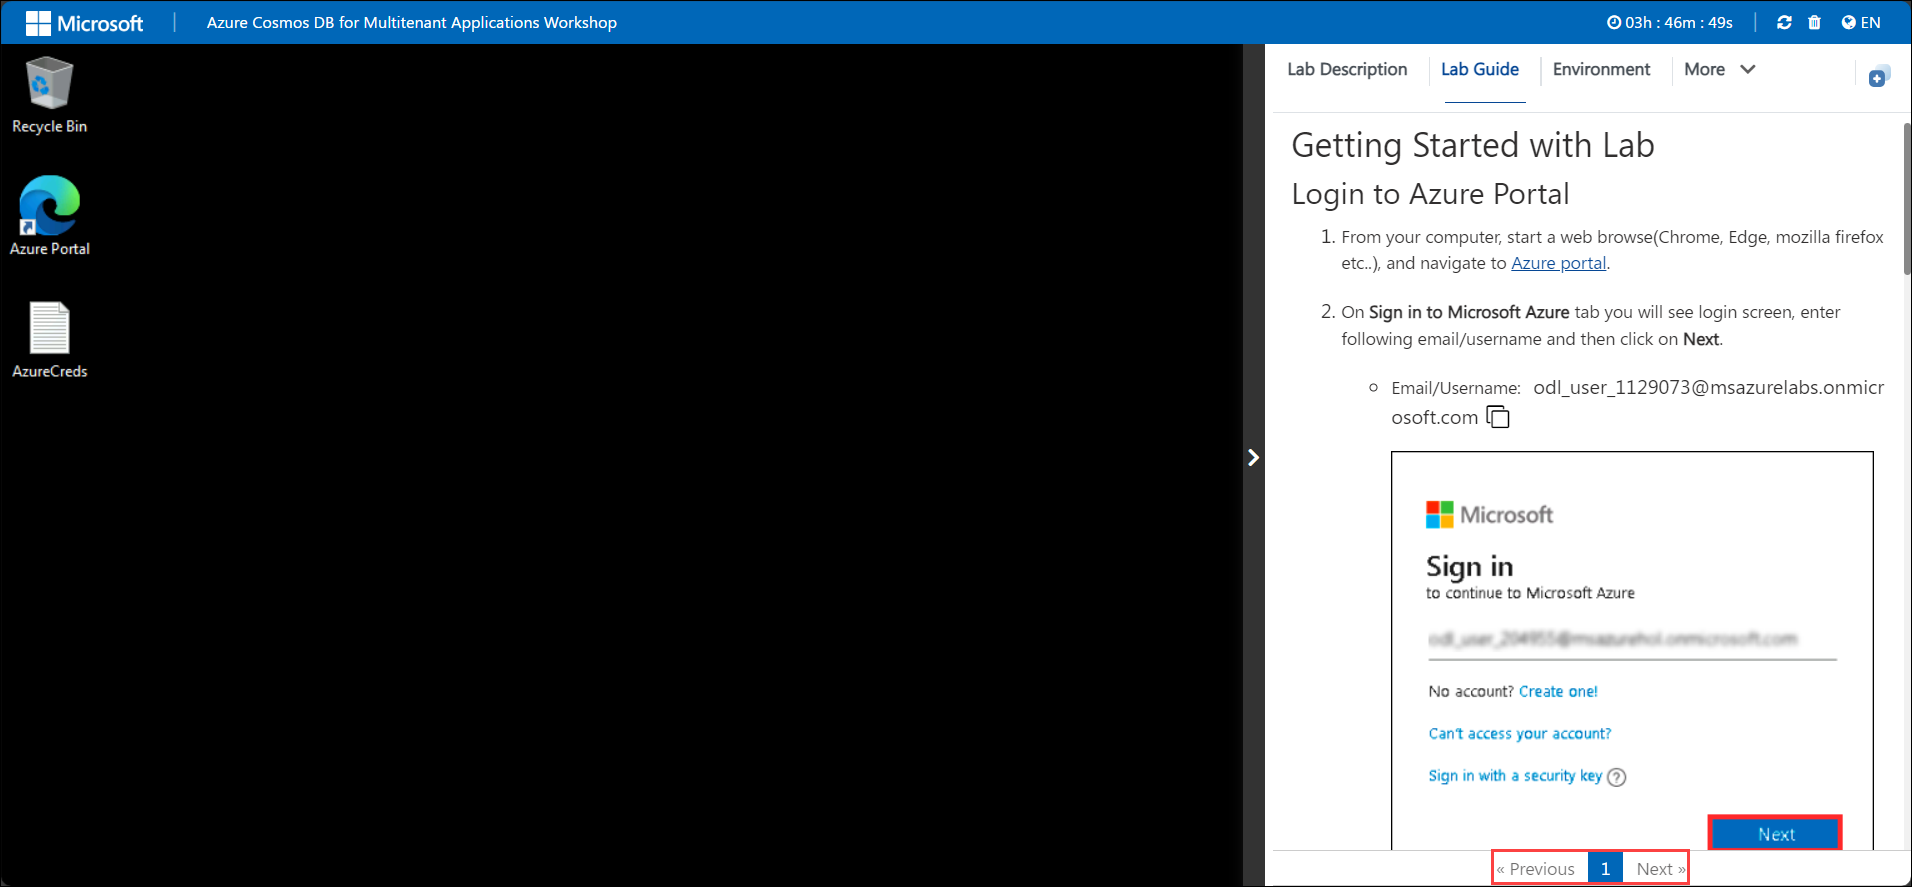 Microsoft
Azure Cosmos DB for Multitenant Applications Workshop
03h : 46m : 49s
EN
Recycle Bin
Azure Portal
AzureCreds
Lab Description
Lab Guide
Environment
More
Getting Started with Lab
Login to Azure Portal
1. From your computer, start a web browse(Chrome, Edge, mozilla firefox
etc..), and navigate to Azure portal.
2. On Sign in to Microsoft Azure tab you will see login screen, enter
following email/username and then click on Next.
Email/Username: odl_user_1129073@msazurelabs.onmicr
osoft.com
Microsoft
Sign in
to continue to Microsoft Azure
No account? Create one!
Can't access your account?
Sign in with a security key
Next
« Previous 1 Next »